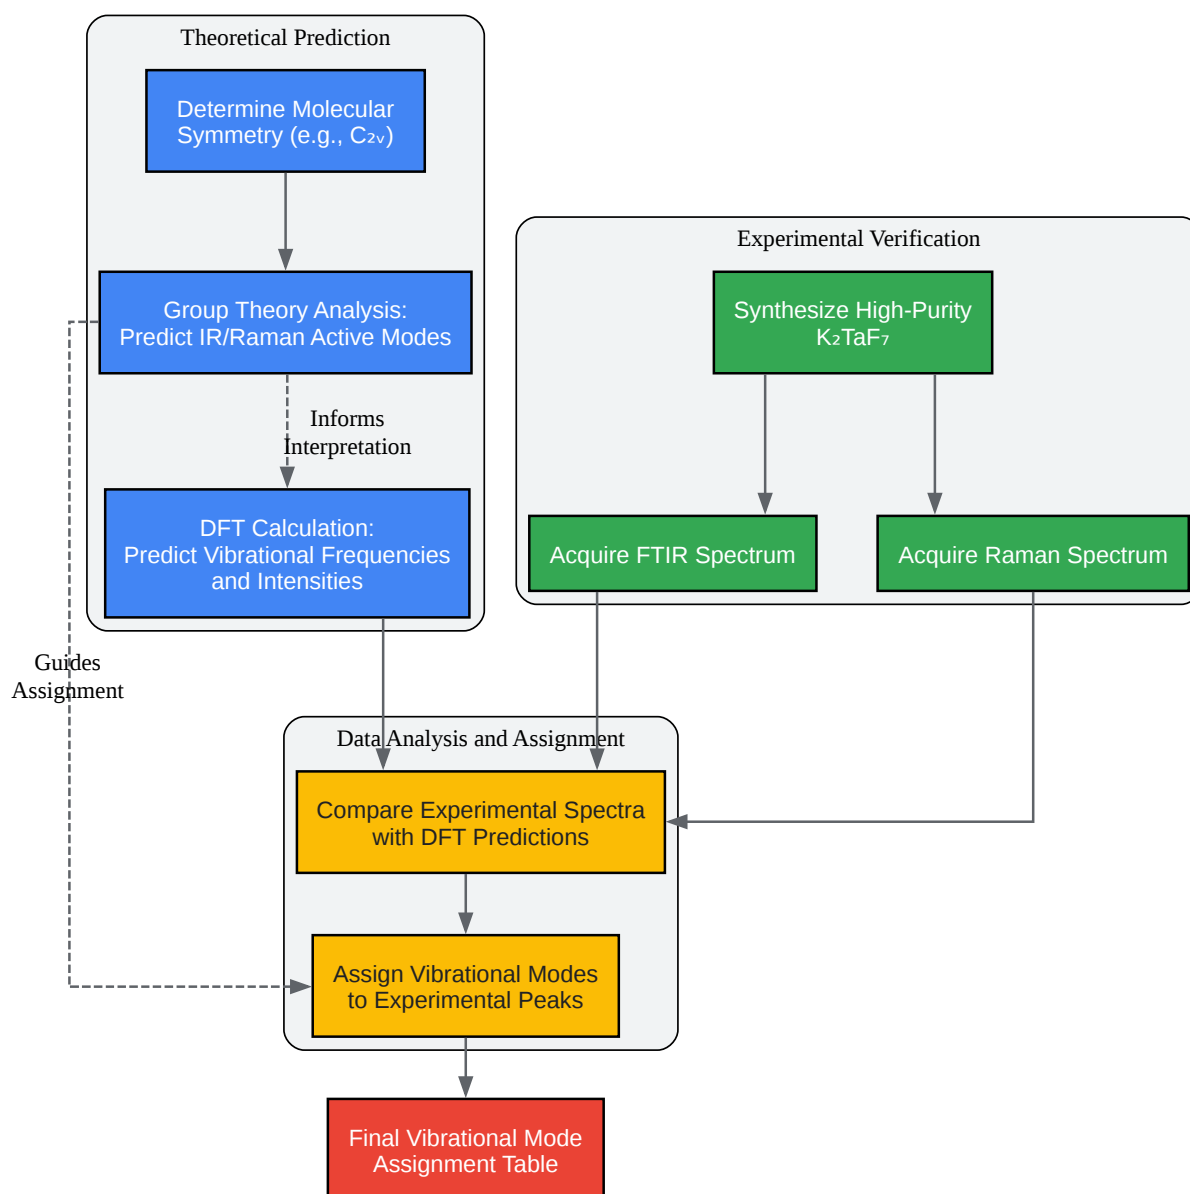 Theoretical Prediction
Determine Molecular
Symmetry (e.g., C₂ᵥ)
Group Theory Analysis:
Predict IR/Raman Active Modes
Informs
Interpretation
DFT Calculation:
Predict Vibrational Frequencies
and Intensities
Guides
Assignment
Experimental Verification
Synthesize High-Purity
K₂TaF₇
Acquire FTIR Spectrum
Acquire Raman Spectrum
Data Analysis and Assignment
Compare Experimental Spectra
with DFT Predictions
Assign Vibrational Modes
to Experimental Peaks
Final Vibrational Mode
Assignment Table